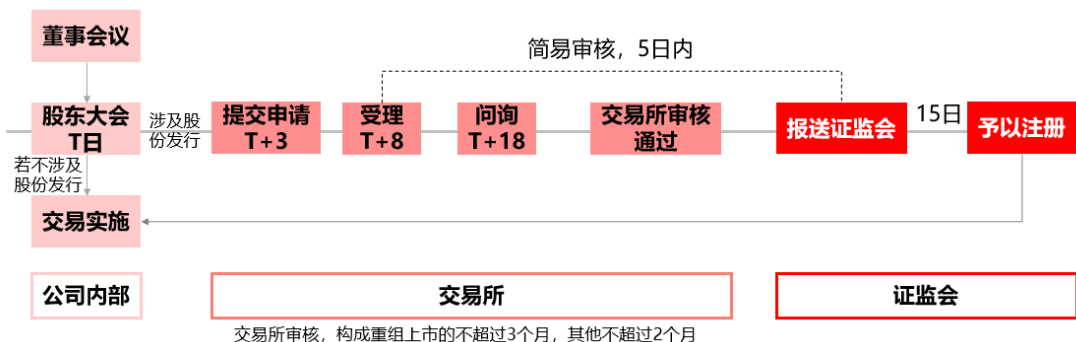 董事会议
简易审核，5日内
股东大会
T日
涉及股
份发行
提交申请
T+3
受理
T+8
问询
T+18
交易所审核
通过
报送证监会
15日
予以注册
若不涉及
股份发行
交易实施
公司内部
交易所
证监会
交易所审核，构成重组上市的不超过3个月，其他不超过2个月